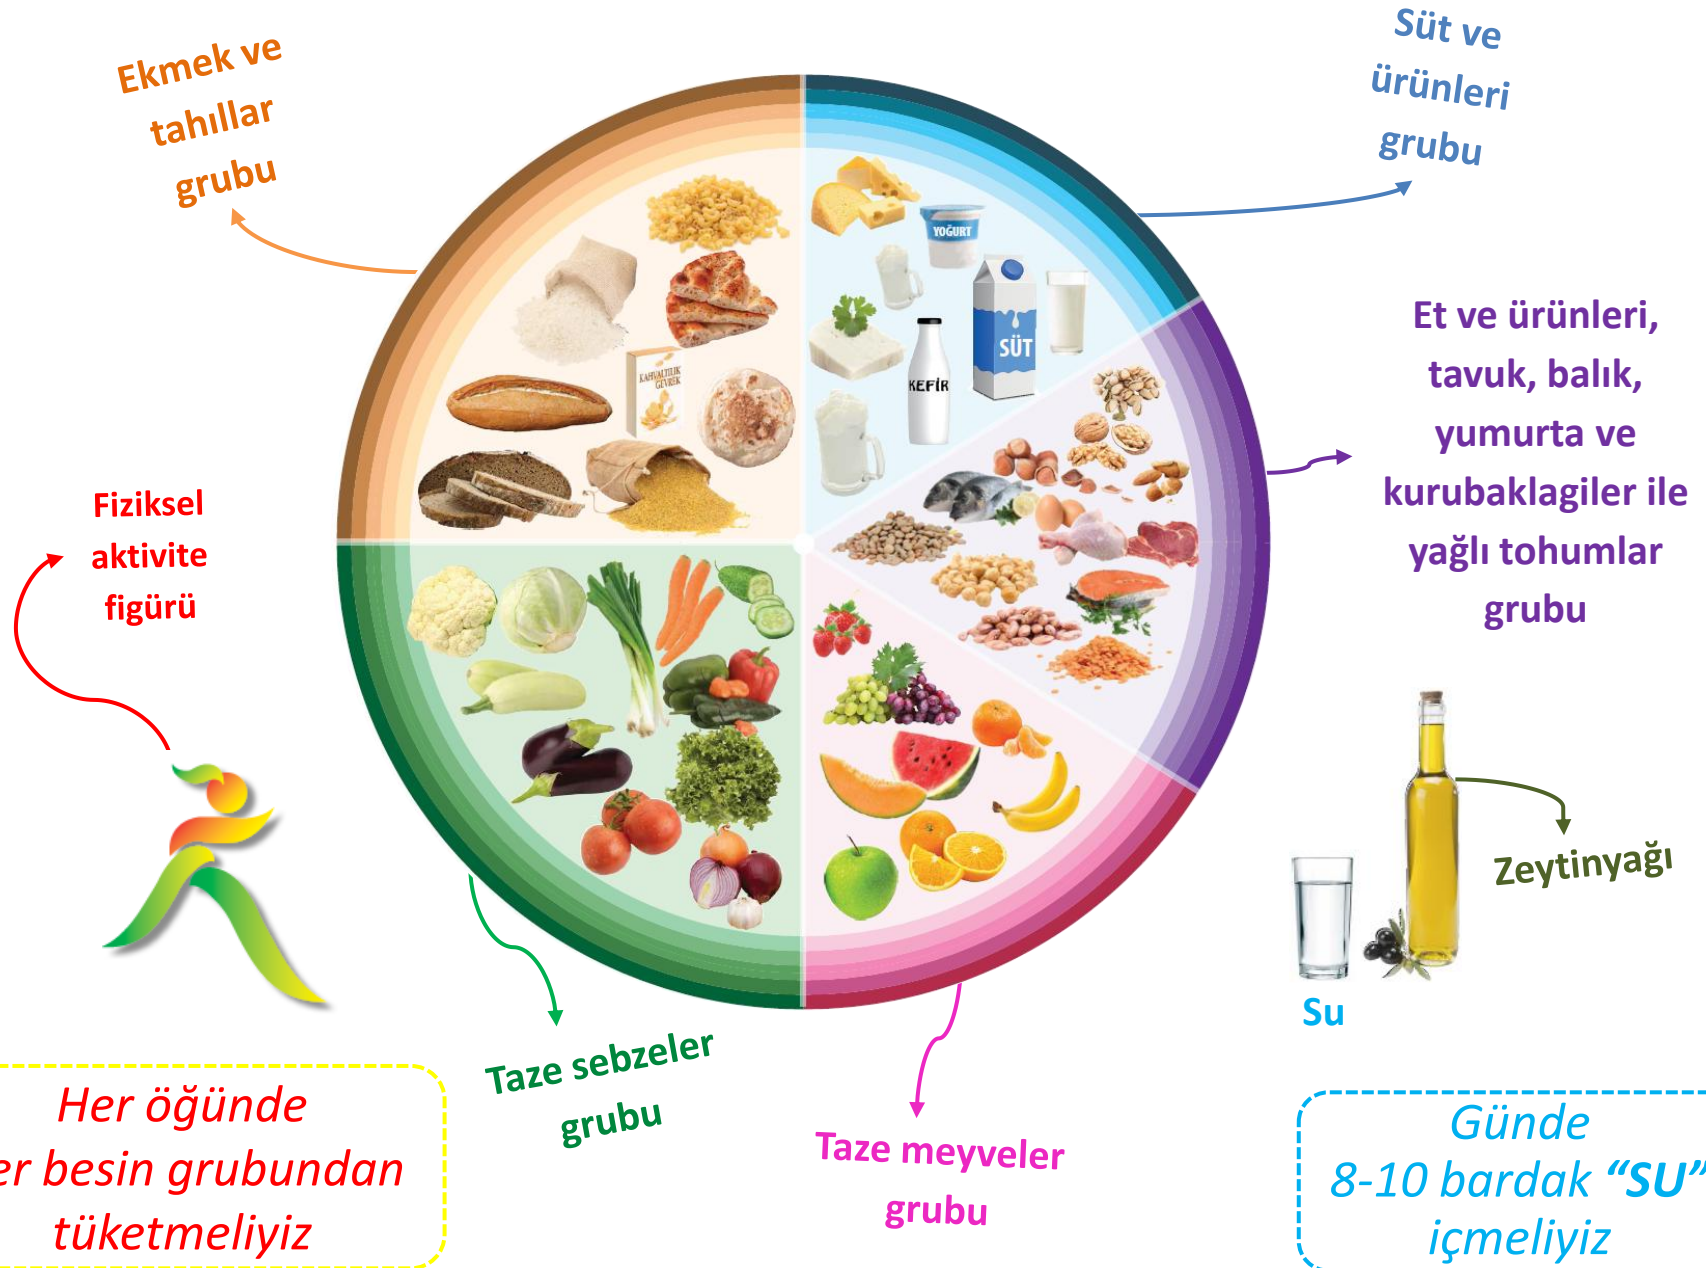 Ekmek ve
tahıllar
grubu
Süt ve
ürünleri
grubu
YOĞURT
SÜT
KEFİR
KAHVALTILIK
GEVREK
Et ve ürünleri,
tavuk, balık,
yumurta ve
kurubaklagiler ile
yağlı tohumlar
grubu
Fiziksel
aktivite
figürü
Zeytinyağı
Su
Taze sebzeler
grubu
Taze meyveler
grubu
Her öğünde
er besin grubundan
tüketmeliyiz
Günde
8-10 bardak “SU”
içmeliyiz